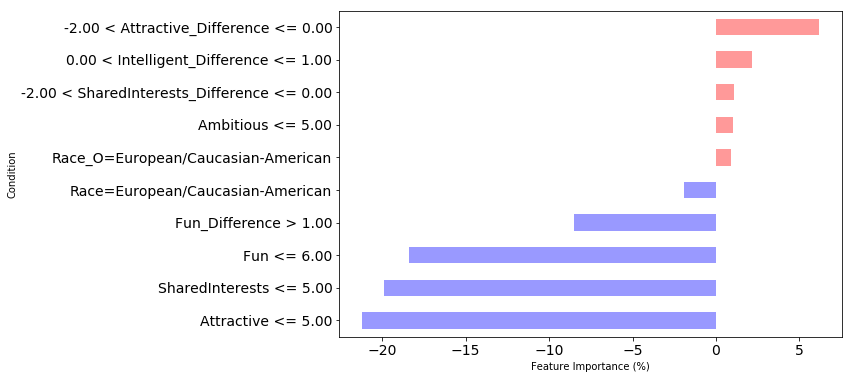 -2.00 < Attractive_Difference <= 0.00
0.00 < Intelligent_Difference <= 1.00
-2.00 < SharedInterests_Difference <= 0.00
Ambitious <= 5.00
Race_O=European/Caucasian-American
Race=European/Caucasian-American
Fun_Difference > 1.00
Fun <= 6.00
SharedInterests <= 5.00
Attractive <= 5.00
Condition
−20 −15 −10 −5 0 5
Feature Importance (%)